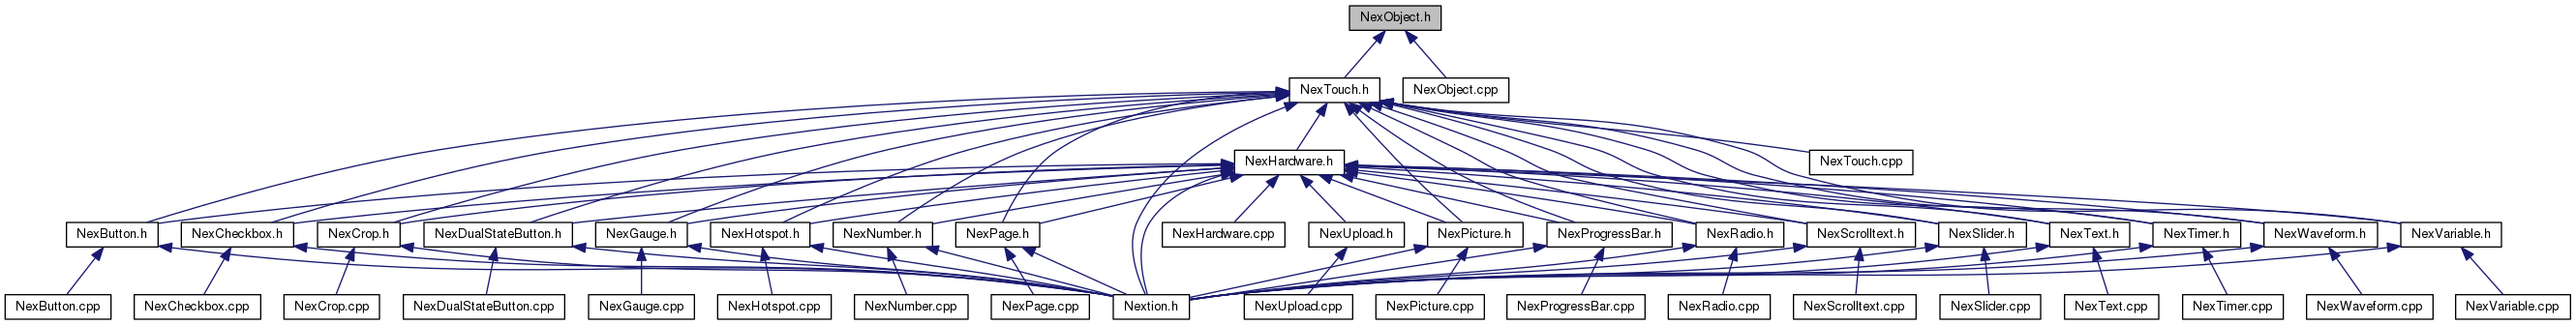 NexObject.h
NexTouch.h
NexObject.cpp
NexHardware.h
NexTouch.cpp
NexButton.h
NexCheckbox.h
NexCrop.h
NexDualStateButton.h
NexGauge.h
NexHotspot.h
NexNumber.h
NexPage.h
NexHardware.cpp
NexUpload.h
NexPicture.h
NexProgressBar.h
NexRadio.h
NexScrolltext.h
NexSlider.h
NexText.h
NexTimer.h
NexWaveform.h
NexVariable.h
NexButton.cpp
NexCheckbox.cpp
NexCrop.cpp
NexDualStateButton.cpp
NexGauge.cpp
NexHotspot.cpp
NexNumber.cpp
NexPage.cpp
Nextion.h
NexUpload.cpp
NexPicture.cpp
NexProgressBar.cpp
NexRadio.cpp
NexScrolltext.cpp
NexSlider.cpp
NexText.cpp
NexTimer.cpp
NexWaveform.cpp
NexVariable.cpp